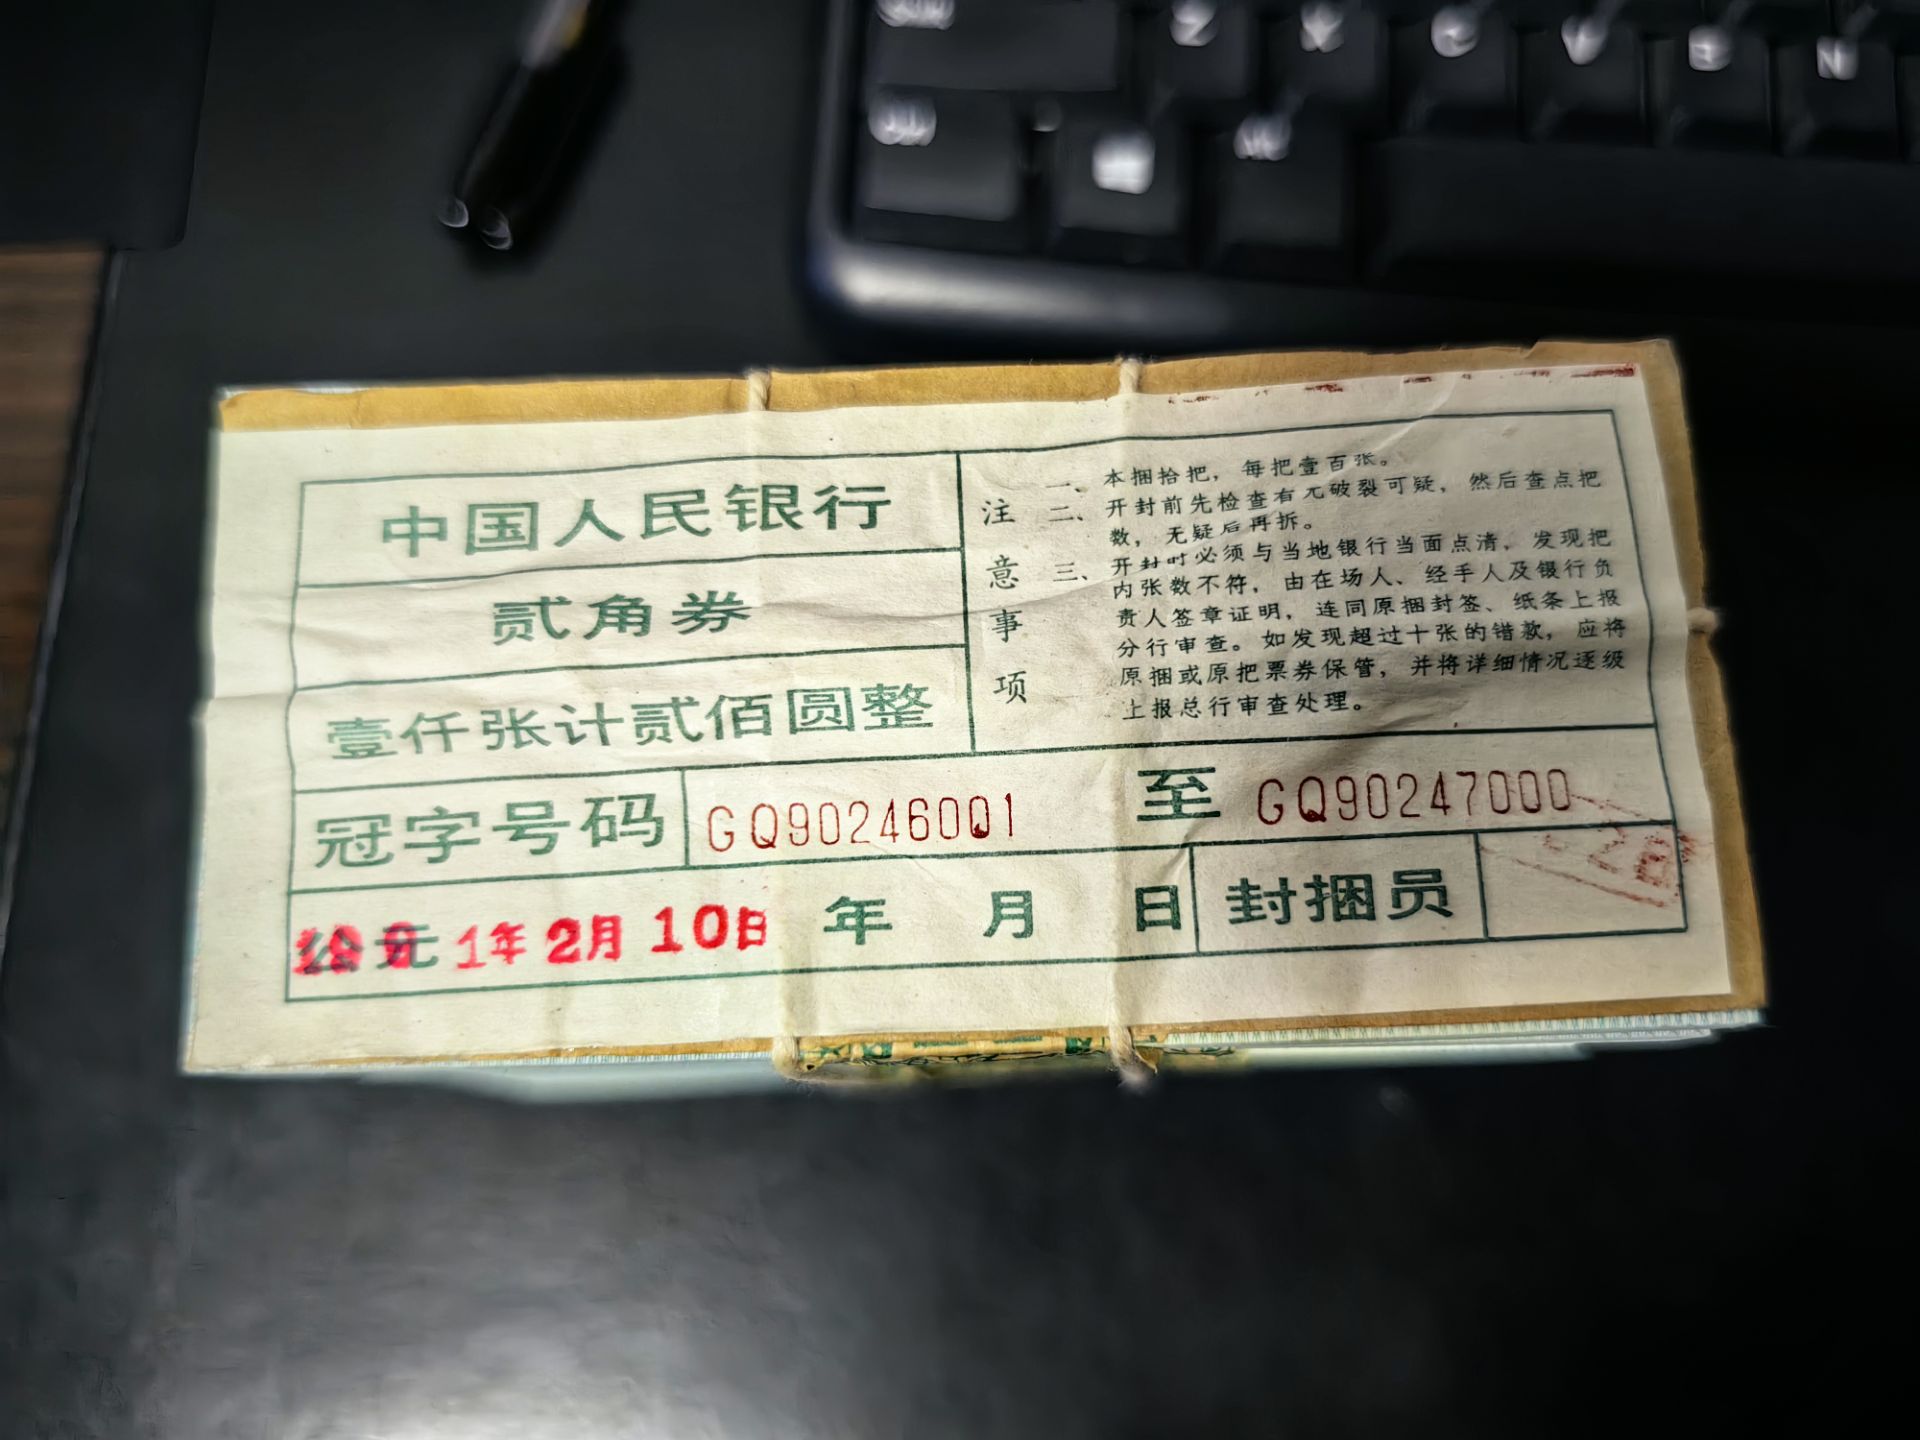 中国人民银行
贰角券
壹仟张计贰佰圆整
注意事项
一、本捆拾把，每把壹百张。
二、开封前先检查有无破裂可疑，然后查点把
数，无疑后再拆。
三、开封时必须与当地银行当面点清，发现把
内张数不符，由在场人、经手人及银行负
责人签章证明，连同原捆封签、纸条上报
分行审查。如发现超过十张的错款，应将
原捆或原把票券保管，并将详细情况逐级
上报总行审查处理。
冠字号码 GQ90246001 至 GQ90247000
公元 1年 2月 10日 年 月 日 封捆员
Z X C V B N